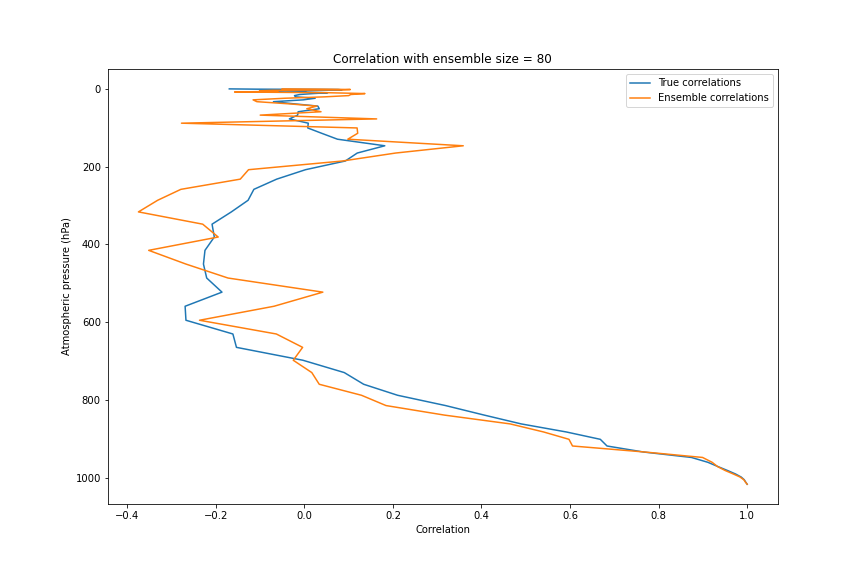 Correlation with ensemble size = 80
True correlations
Ensemble correlations
0
200
400
600
800
1000
Atmospheric pressure (hPa)
−0.4 −0.2 0.0 0.2 0.4 0.6 0.8 1.0
Correlation